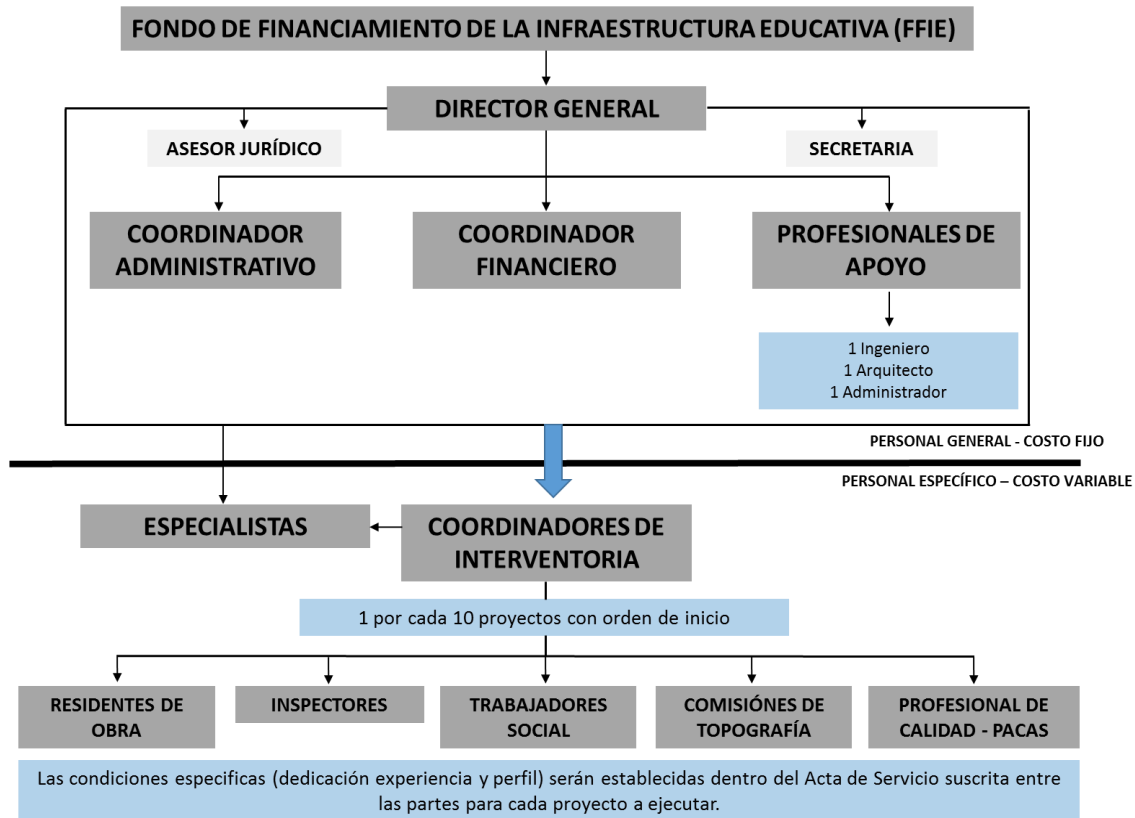 FONDO DE FINANCIAMIENTO DE LA INFRAESTRUCTURA EDUCATIVA (FFIE)
DIRECTOR GENERAL
ASESOR JURÍDICO
SECRETARIA
COORDINADOR
ADMINISTRATIVO
COORDINADOR
FINANCIERO
PROFESIONALES DE
APOYO
1 Ingeniero
1 Arquitecto
1 Administrador
PERSONAL GENERAL - COSTO FIJO
PERSONAL ESPECÍFICO – COSTO VARIABLE
ESPECIALISTAS
COORDINADORES DE
INTERVENTORIA
1 por cada 10 proyectos con orden de inicio
RESIDENTES DE
OBRA
INSPECTORES
TRABAJADORES
SOCIAL
COMISIÓNES DE
TOPOGRAFÍA
PROFESIONAL DE
CALIDAD - PACAS
Las condiciones especificas (dedicación experiencia y perfil) serán establecidas dentro del Acta de Servicio suscrita entre
las partes para cada proyecto a ejecutar.